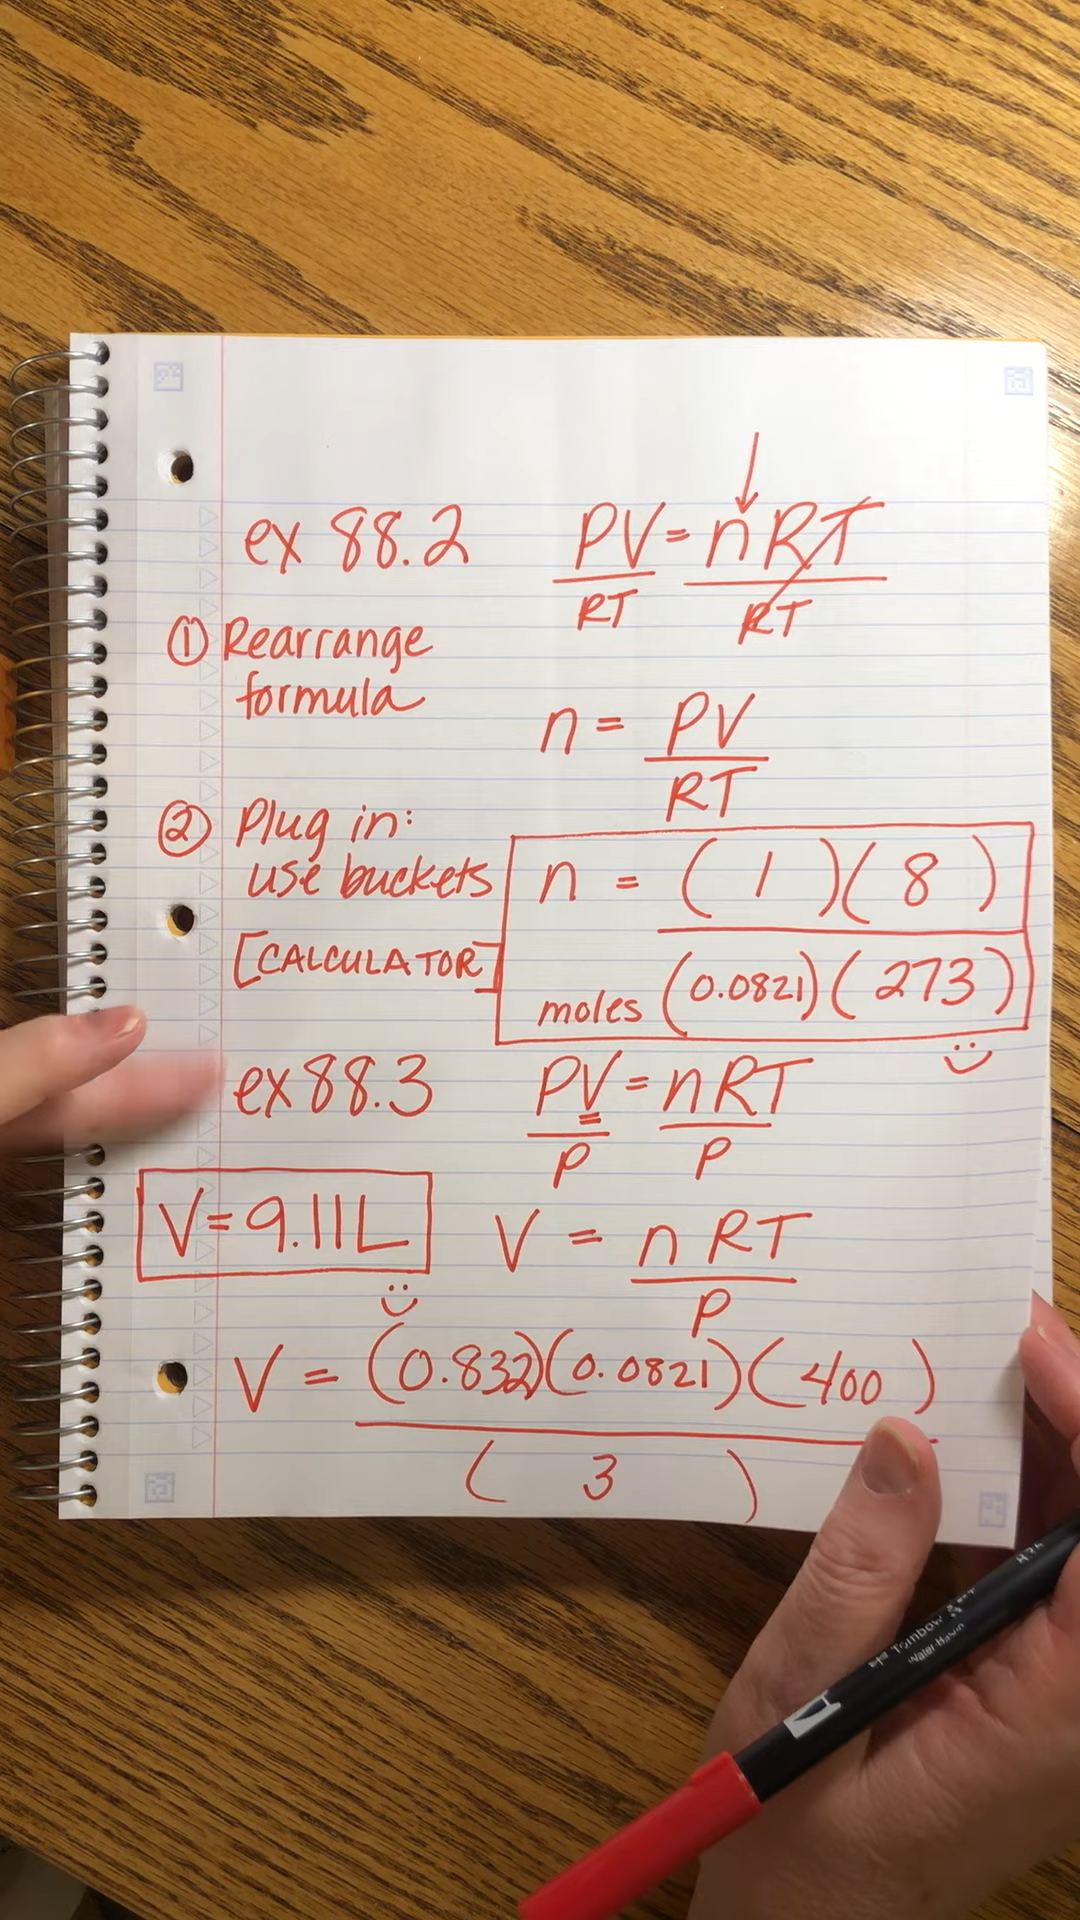 ex 88.2
PV = nRT
RT RT
① Rearrange
formula
n = PV
RT
② Plug in:
use buckets
[CALCULATOR]
n = ( 1 )( 8 )
moles (0.0821)( 273 )
ex 88.3
PV = nRT
P P
V = 9.11L
V = nRT
P
V = (0.832)(0.0821)( 400 )
( 3 )
Tombow